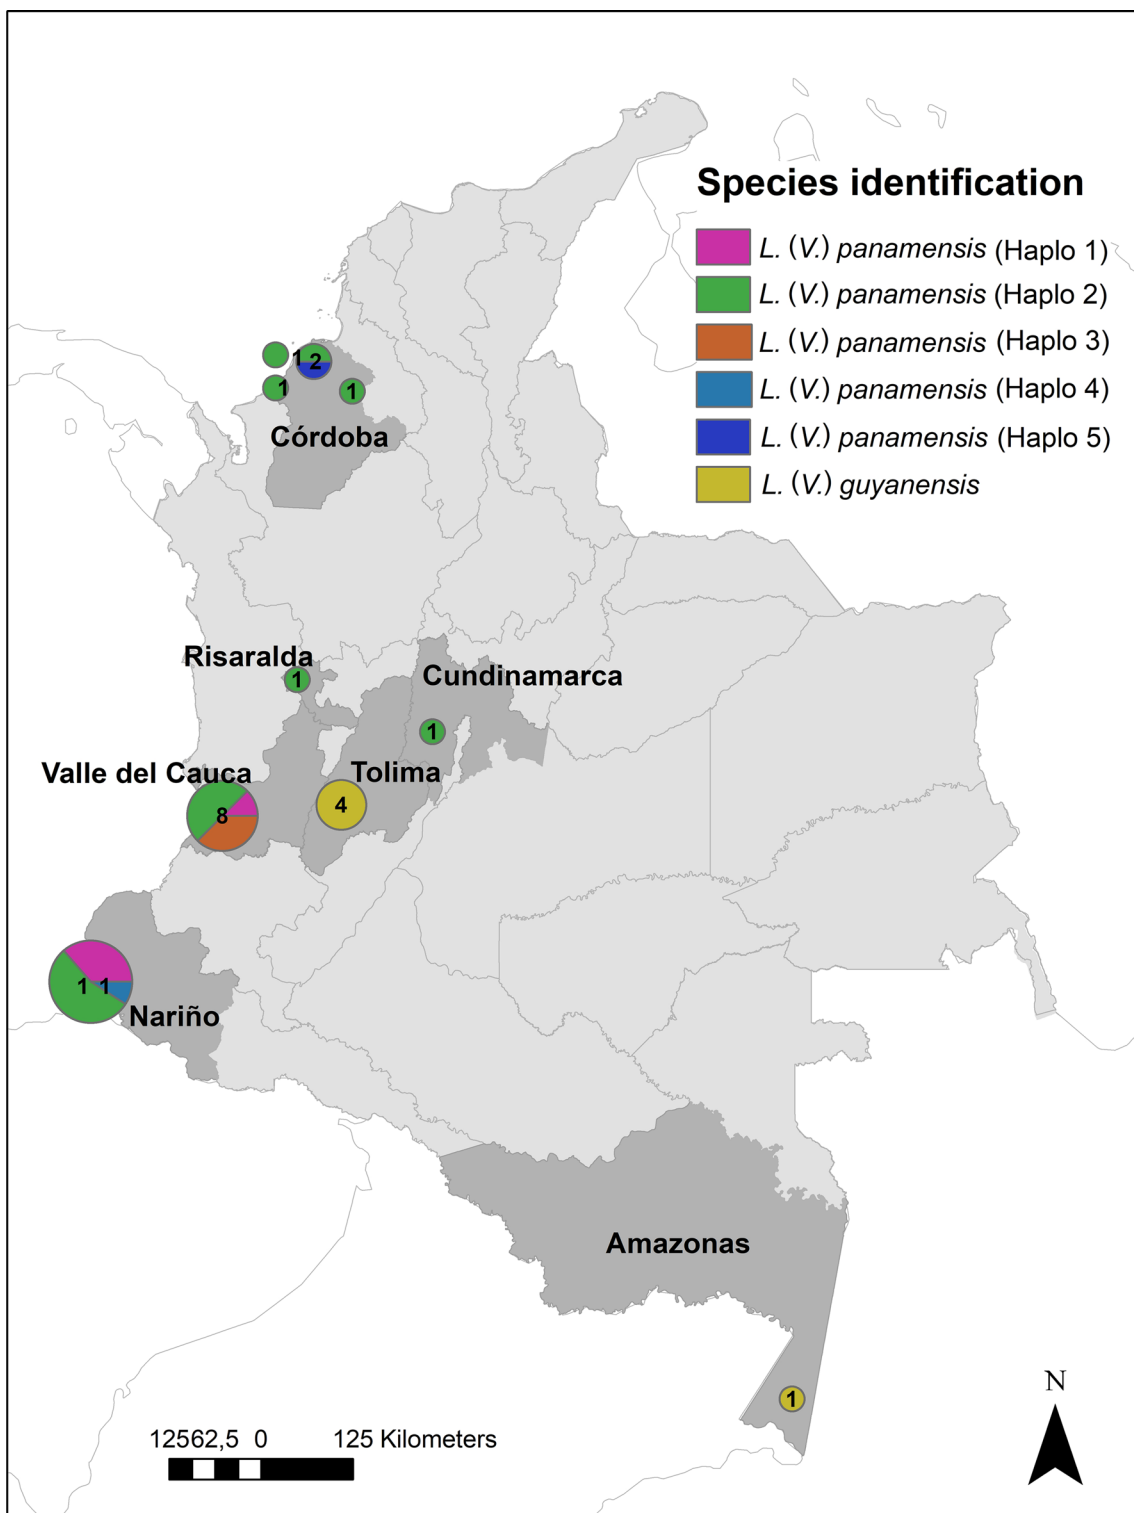 Species identification
L. (V.) panamensis (Haplo 1)
L. (V.) panamensis (Haplo 2)
L. (V.) panamensis (Haplo 3)
L. (V.) panamensis (Haplo 4)
L. (V.) panamensis (Haplo 5)
L. (V.) guyanensis
1 2
1
1
Córdoba
Risaralda
1
Cundinamarca
1
Valle del Cauca
Tolima
8
4
1 1
Nariño
Amazonas
1
N
12562,5 0 125 Kilometers